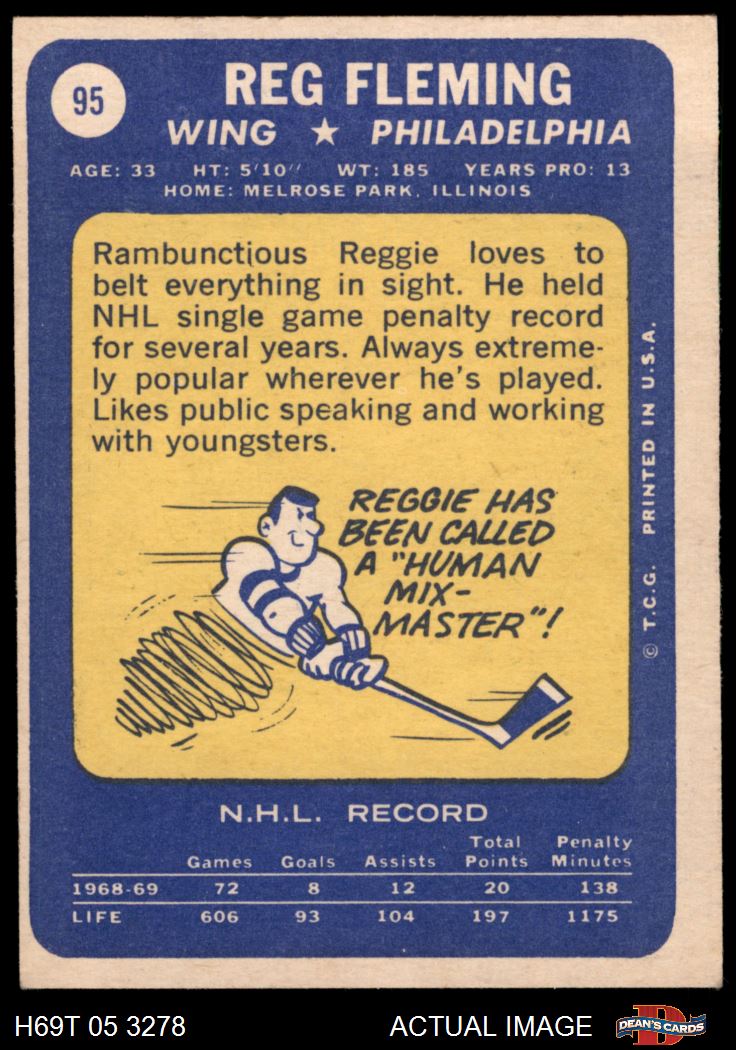 95
REG FLEMING
WING ★ PHILADELPHIA
AGE: 33 HT: 5'10'' WT: 185 YEARS PRO: 13
HOME: MELROSE PARK, ILLINOIS
Rambunctious Reggie loves to
belt everything in sight. He held
NHL single game penalty record
for several years. Always extreme-
ly popular wherever he's played.
Likes public speaking and working
with youngsters.
REGGIE HAS
BEEN CALLED
A "HUMAN
MIX-
MASTER"!
© T.C.G. PRINTED IN U.S.A.
N.H.L. RECORD
Games Goals Assists Total Points Penalty Minutes
1968-69 72 8 12 20 138
LIFE 606 93 104 197 1175
H69T 05 3278 ACTUAL IMAGE DEAN'S CARDS